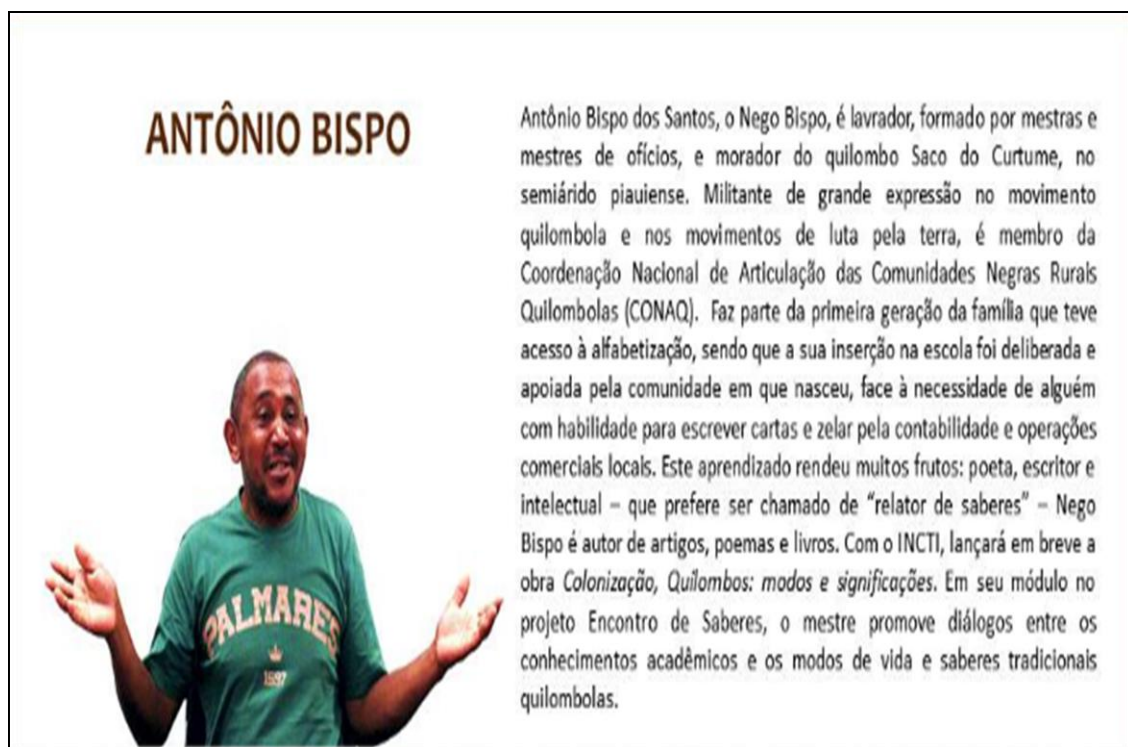 ANTÔNIO BISPO
Antônio Bispo dos Santos, o Nego Bispo, é lavrador, formado por mestras e
mestres de ofícios, e morador do quilombo Saco do Curtume, no
semiárido piauiense. Militante de grande expressão no movimento
quilombola e nos movimentos de luta pela terra, é membro da
Coordenação Nacional de Articulação das Comunidades Negras Rurais
Quilombolas (CONAQ). Faz parte da primeira geração da família que teve
acesso à alfabetização, sendo que a sua inserção na escola foi deliberada e
apoiada pela comunidade em que nasceu, face à necessidade de alguém
com habilidade para escrever cartas e zelar pela contabilidade e operações
comerciais locais. Este aprendizado rendeu muitos frutos: poeta, escritor e
intelectual – que prefere ser chamado de “relator de saberes” – Nego
Bispo é autor de artigos, poemas e livros. Com o INCTI, lançará em breve a
obra Colonização, Quilombos: modos e significações. Em seu módulo no
projeto Encontro de Saberes, o mestre promove diálogos entre os
conhecimentos acadêmicos e os modos de vida e saberes tradicionais
quilombolas.
PALMARES
1997